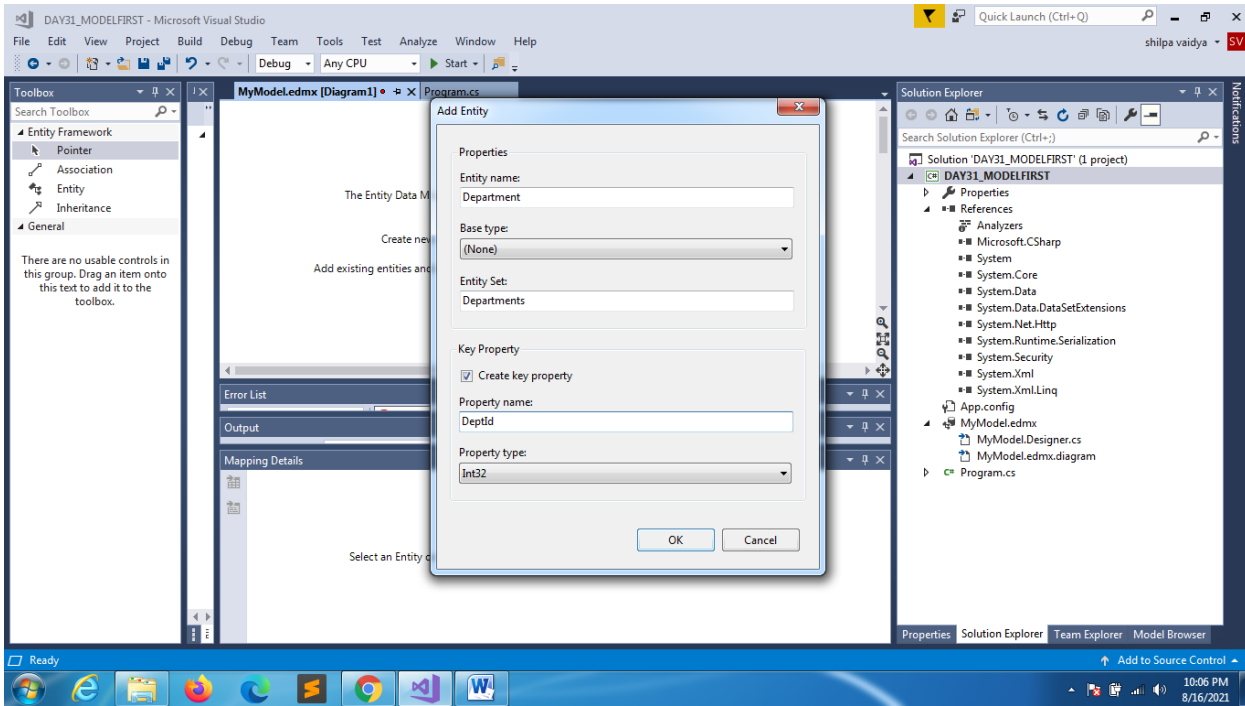 DAY31_MODELFIRST - Microsoft Visual Studio
Quick Launch (Ctrl+Q)
File Edit View Project Build Debug Team Tools Test Analyze Window Help
shilpa vaidya SV
Debug Any CPU Start
Toolbox
Search Toolbox
Entity Framework
Pointer
Association
Entity
Inheritance
General
There are no usable controls in
this group. Drag an item onto
this text to add it to the
toolbox.
MyModel.edmx [Diagram1] Program.cs
The Entity Data M
Create new
Add existing entities and
Error List
Output
Mapping Details
Select an Entity o
Add Entity
Properties
Entity name:
Department
Base type:
(None)
Entity Set:
Departments
Key Property
Create key property
Property name:
DeptId
Property type:
Int32
OK Cancel
Solution Explorer
Search Solution Explorer (Ctrl+;)
Solution 'DAY31_MODELFIRST' (1 project)
C# DAY31_MODELFIRST
Properties
References
Analyzers
Microsoft.CSharp
System
System.Core
System.Data
System.Data.DataSetExtensions
System.Net.Http
System.Runtime.Serialization
System.Security
System.Xml
System.Xml.Linq
App.config
MyModel.edmx
MyModel.Designer.cs
MyModel.edmx.diagram
C# Program.cs
Properties Solution Explorer Team Explorer Model Browser
Notifications
Ready
Add to Source Control
10:06 PM
8/16/2021